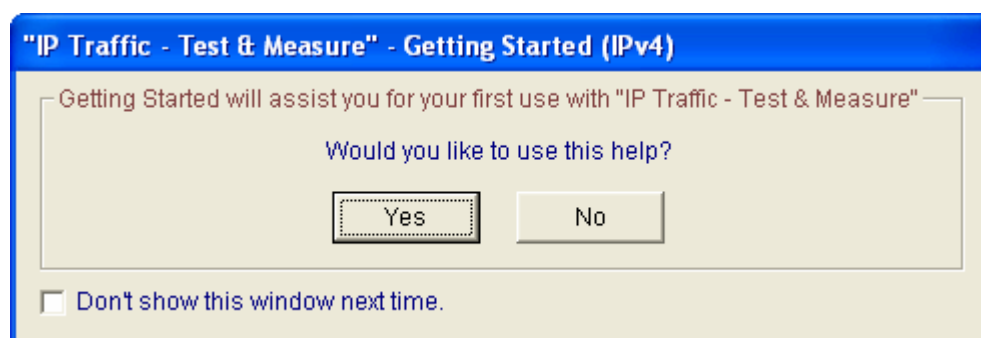 "IP Traffic - Test & Measure" - Getting Started (IPv4)
Getting Started will assist you for your first use with "IP Traffic - Test & Measure"
Would you like to use this help?
Yes
No
Don't show this window next time.